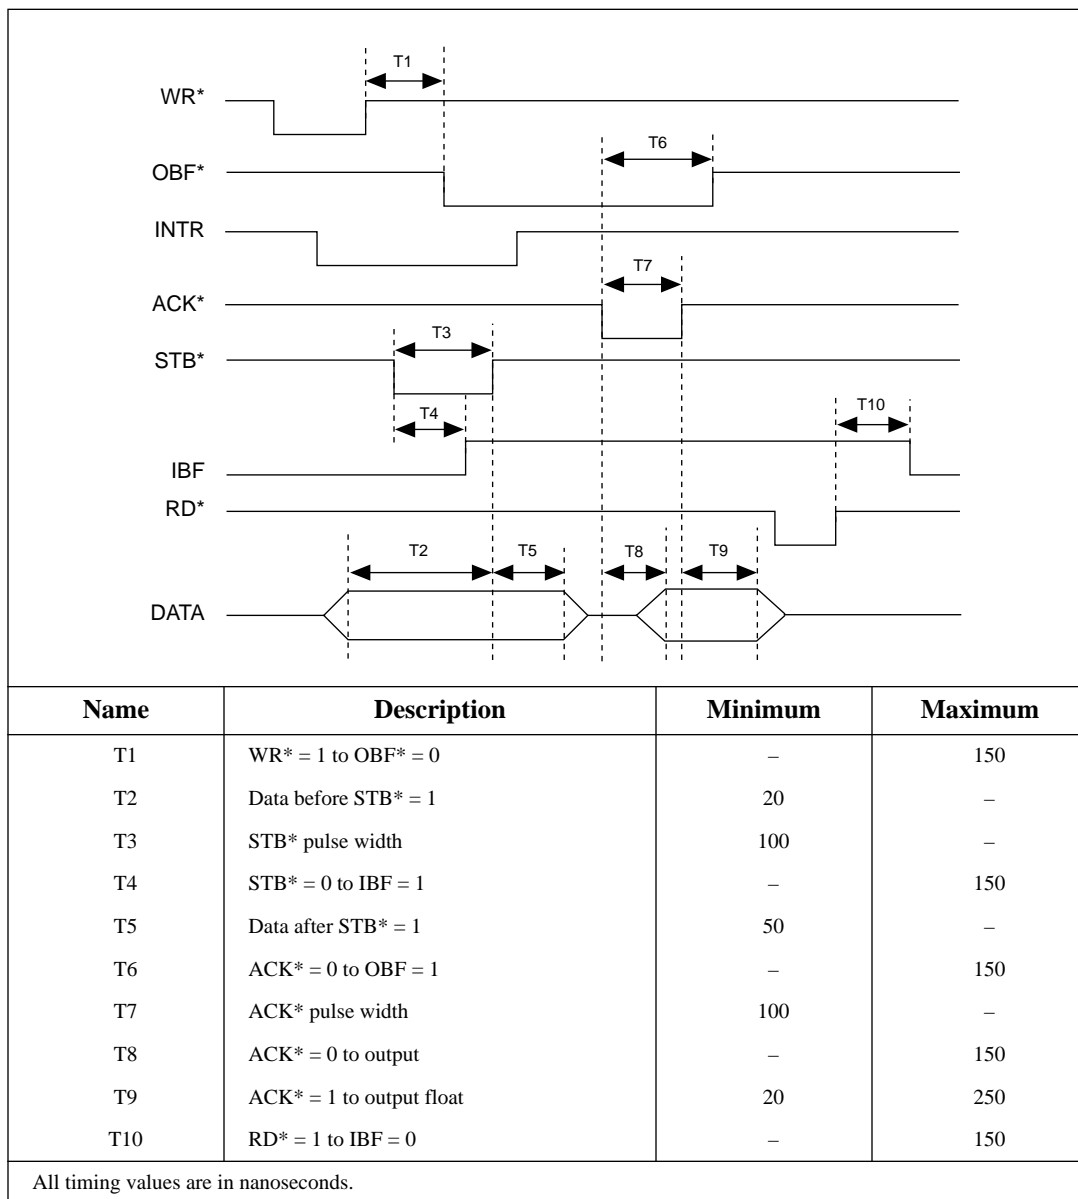 T1
WR*
T6
OBF*
INTR
T7
ACK*
T3
STB*
T4
T10
IBF
RD*
T2 T5 T8 T9
DATA
Name Description Minimum Maximum
T1 WR* = 1 to OBF* = 0 – 150
T2 Data before STB* = 1 20 –
T3 STB* pulse width 100 –
T4 STB* = 0 to IBF = 1 – 150
T5 Data after STB* = 1 50 –
T6 ACK* = 0 to OBF = 1 – 150
T7 ACK* pulse width 100 –
T8 ACK* = 0 to output – 150
T9 ACK* = 1 to output float 20 250
T10 RD* = 1 to IBF = 0 – 150
All timing values are in nanoseconds.